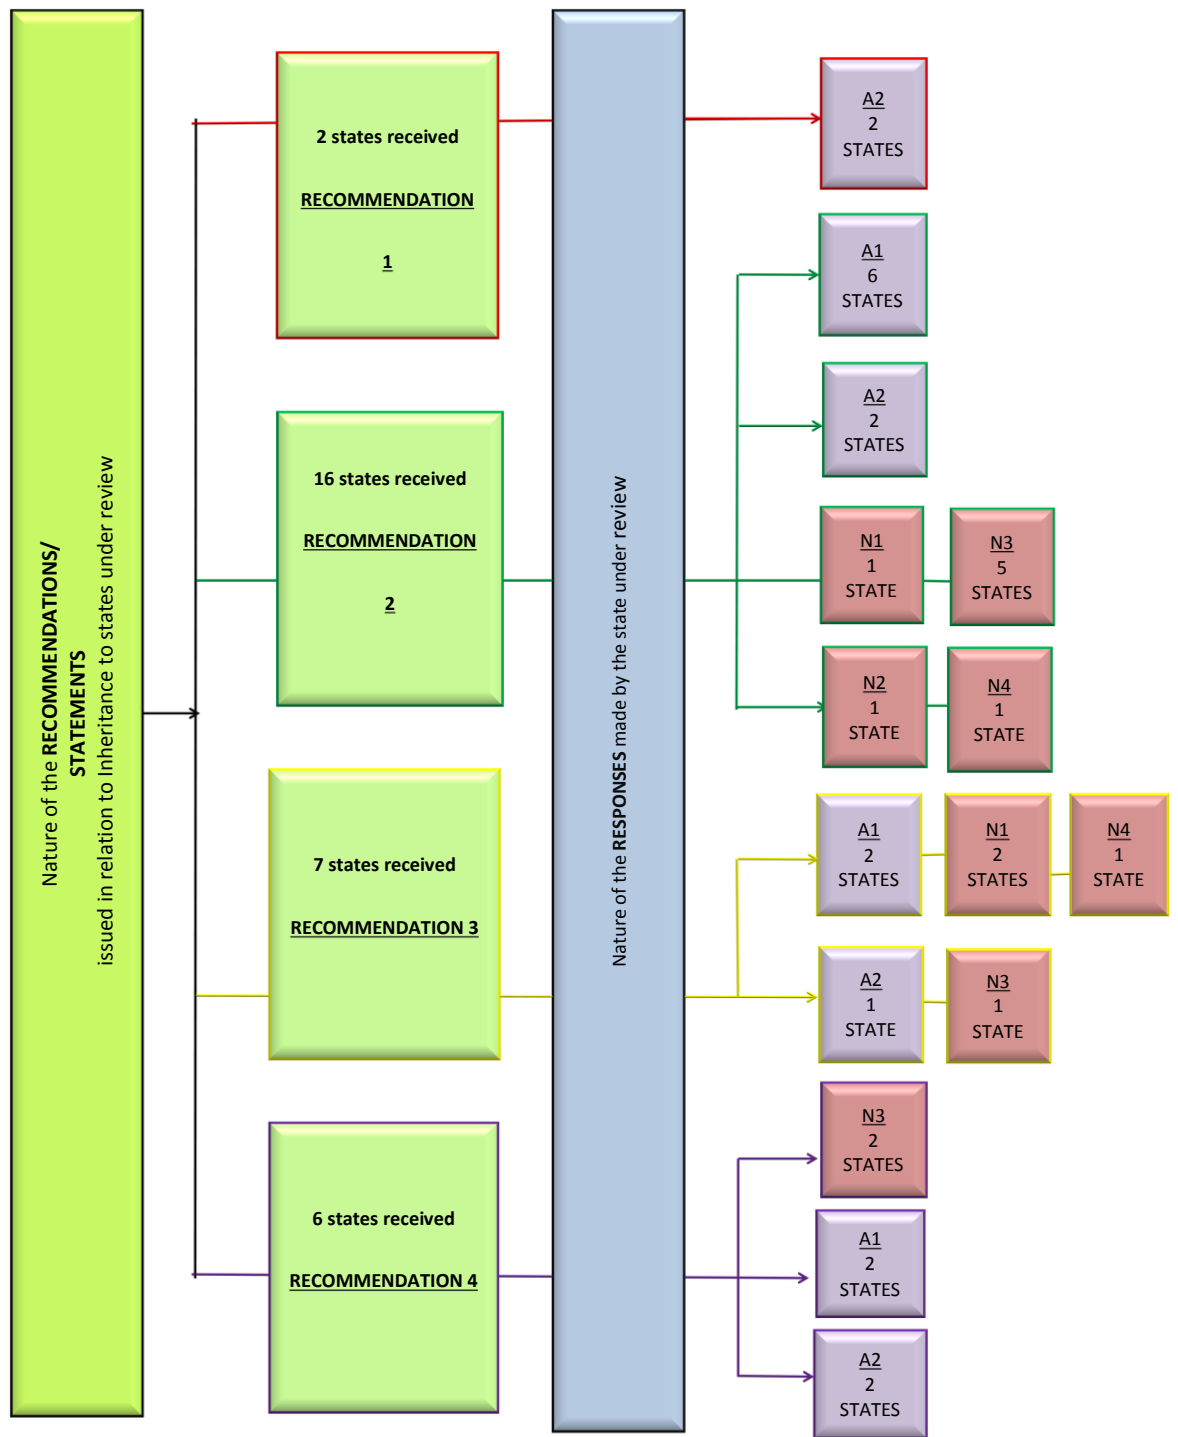 Nature of the RECOMMENDATIONS/
STATEMENTS
issued in relation to Inheritance to states under review
2 states received
RECOMMENDATION
1
16 states received
RECOMMENDATION
2
7 states received
RECOMMENDATION 3
6 states received
RECOMMENDATION 4
Nature of the RESPONSES made by the state under review
A2
2
STATES
A1
6
STATES
A2
2
STATES
N1
1
STATE
N3
5
STATES
N2
1
STATE
N4
1
STATE
A1
2
STATES
N1
2
STATES
N4
1
STATE
A2
1
STATE
N3
1
STATE
N3
2
STATES
A1
2
STATES
A2
2
STATES